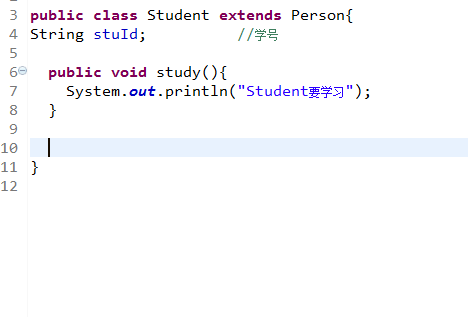 3 public class Student extends Person{
4 String stuId;          //学号
5
6 public void study(){
7 System.out.println("Student要学习");
8 }
9
10
11 }
12